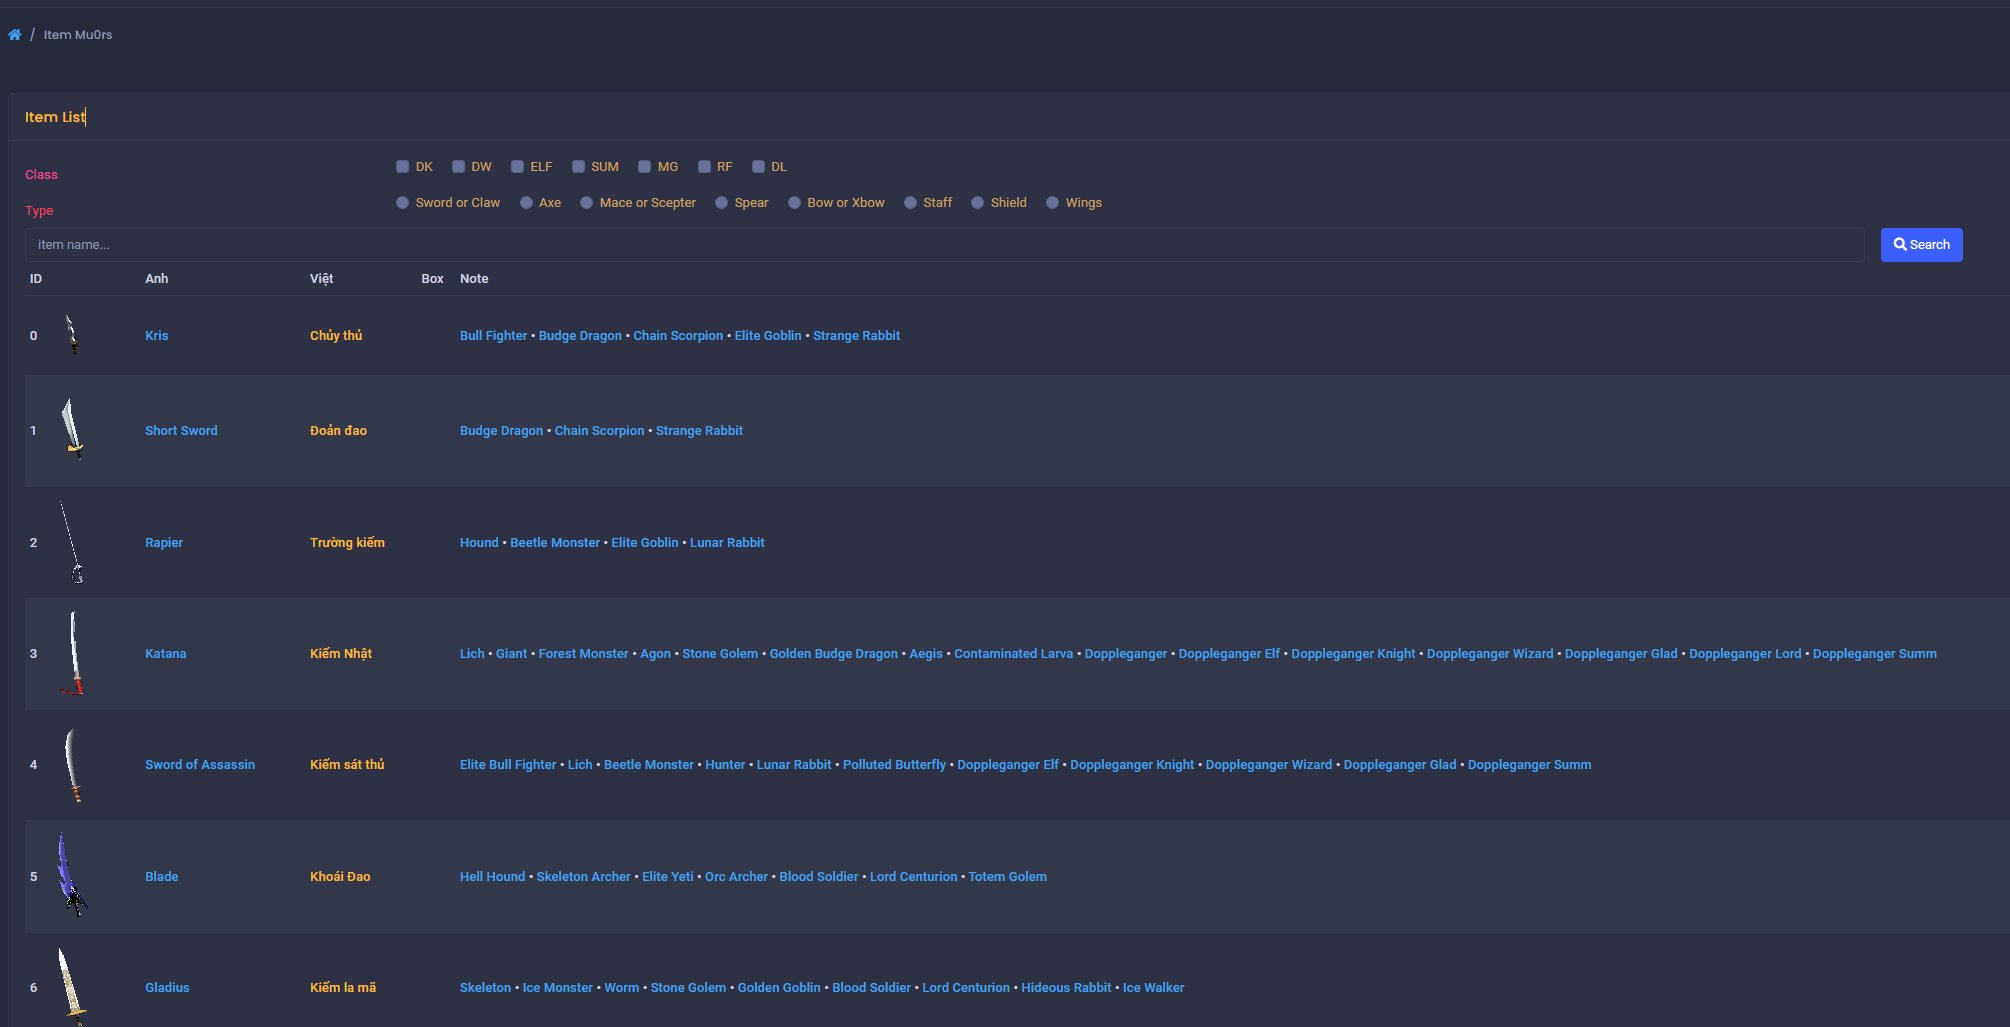 / Item Mu0rs
Item List
Class DK DW ELF SUM MG RF DL
Type Sword or Claw Axe Mace or Scepter Spear Bow or Xbow Staff Shield Wings
item name... Search
ID Anh Việt Box Note
0 Kris Chủy thủ Bull Fighter • Budge Dragon • Chain Scorpion • Elite Goblin • Strange Rabbit
1 Short Sword Đoản đao Budge Dragon • Chain Scorpion • Strange Rabbit
2 Rapier Trường kiếm Hound • Beetle Monster • Elite Goblin • Lunar Rabbit
3 Katana Kiếm Nhật Lich • Giant • Forest Monster • Agon • Stone Golem • Golden Budge Dragon • Aegis • Contaminated Larva • Doppleganger • Doppleganger Elf • Doppleganger Knight • Doppleganger Wizard • Doppleganger Glad • Doppleganger Lord • Doppleganger Summ
4 Sword of Assassin Kiếm sát thủ Elite Bull Fighter • Lich • Beetle Monster • Hunter • Lunar Rabbit • Polluted Butterfly • Doppleganger Elf • Doppleganger Knight • Doppleganger Wizard • Doppleganger Glad • Doppleganger Summ
5 Blade Khoái Đao Hell Hound • Skeleton Archer • Elite Yeti • Orc Archer • Blood Soldier • Lord Centurion • Totem Golem
6 Gladius Kiếm la mã Skeleton • Ice Monster • Worm • Stone Golem • Golden Goblin • Blood Soldier • Lord Centurion • Hideous Rabbit • Ice Walker